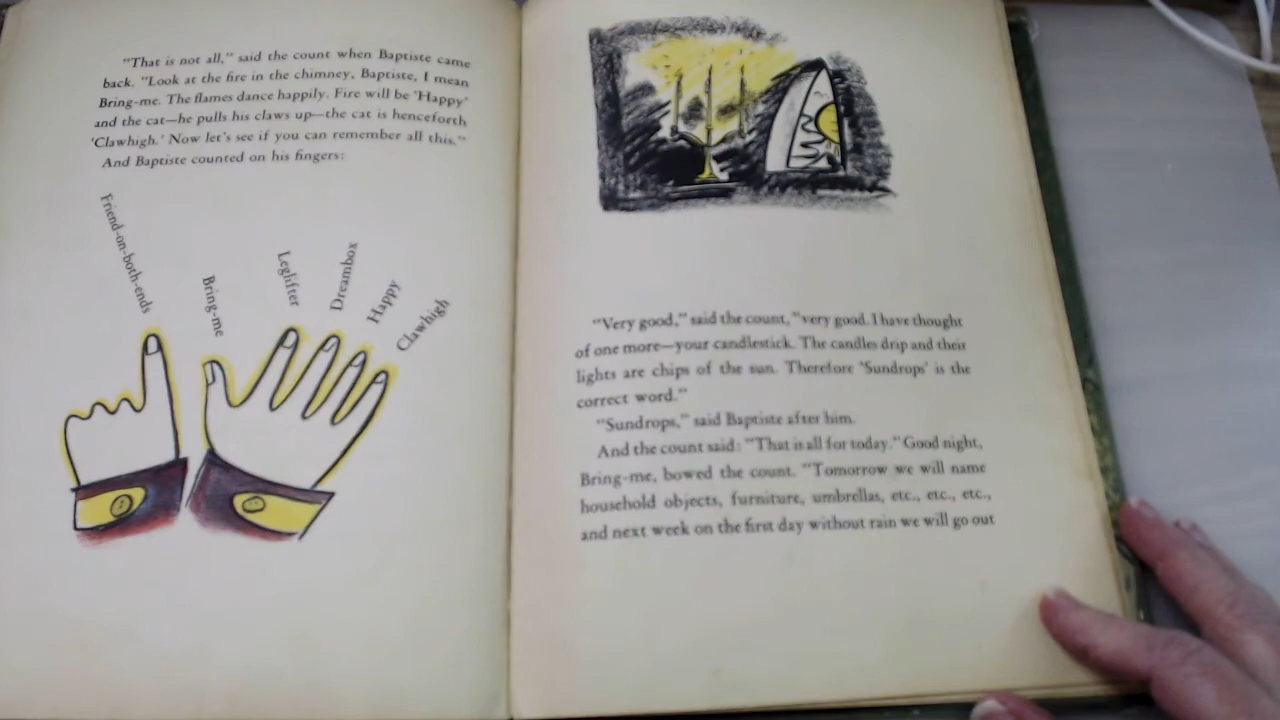 "That is not all," said the count when Baptiste came
back. "Look at the fire in the chimney, Baptiste, I mean
Bring-me. The flames dance happily. Fire will be 'Happy'
and the cat—he pulls his claws up—the cat is henceforth
'Clawhigh.' Now let's see if you can remember all this."
And Baptiste counted on his fingers:
Friend-on-both-ends
Bring-me
Leglifter
Dreambox
Happy
Clawhigh
"Very good," said the count, "very good. I have thought
of one more—your candlestick. The candles drip and their
lights are chips of the sun. Therefore 'Sundrops' is the
correct word."
"Sundrops," said Baptiste after him.
And the count said: "That is all for today." Good night,
Bring-me, bowed the count. "Tomorrow we will name
household objects, furniture, umbrellas, etc., etc., etc.,
and next week on the first day without rain we will go out